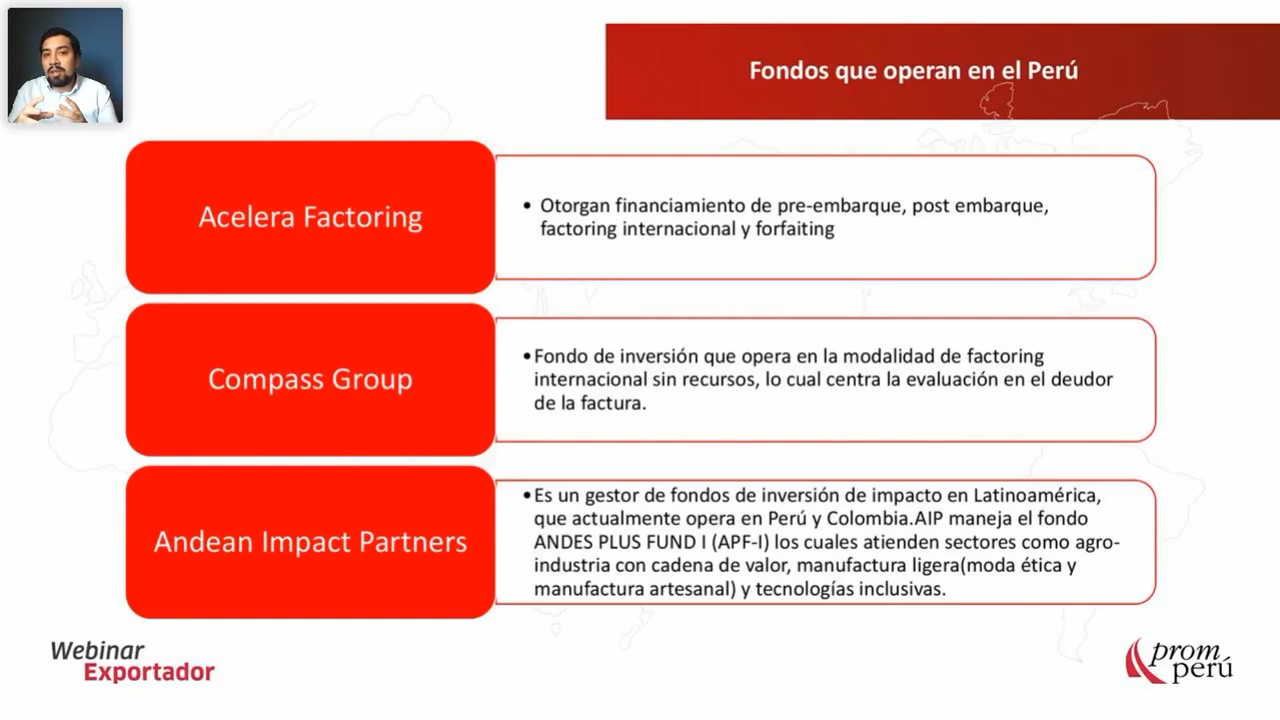 Fondos que operan en el Perú
Acelera Factoring
• Otorgan financiamiento de pre-embarque, post embarque,
factoring internacional y forfaiting
Compass Group
•Fondo de inversión que opera en la modalidad de factoring
internacional sin recursos, lo cual centra la evaluación en el deudor
de la factura.
Andean Impact Partners
•Es un gestor de fondos de inversión de impacto en Latinoamérica,
que actualmente opera en Perú y Colombia.AIP maneja el fondo
ANDES PLUS FUND I (APF-I) los cuales atienden sectores como agro-
industria con cadena de valor, manufactura ligera(moda ética y
manufactura artesanal) y tecnologías inclusivas.
Webinar
Exportador
prom
perú